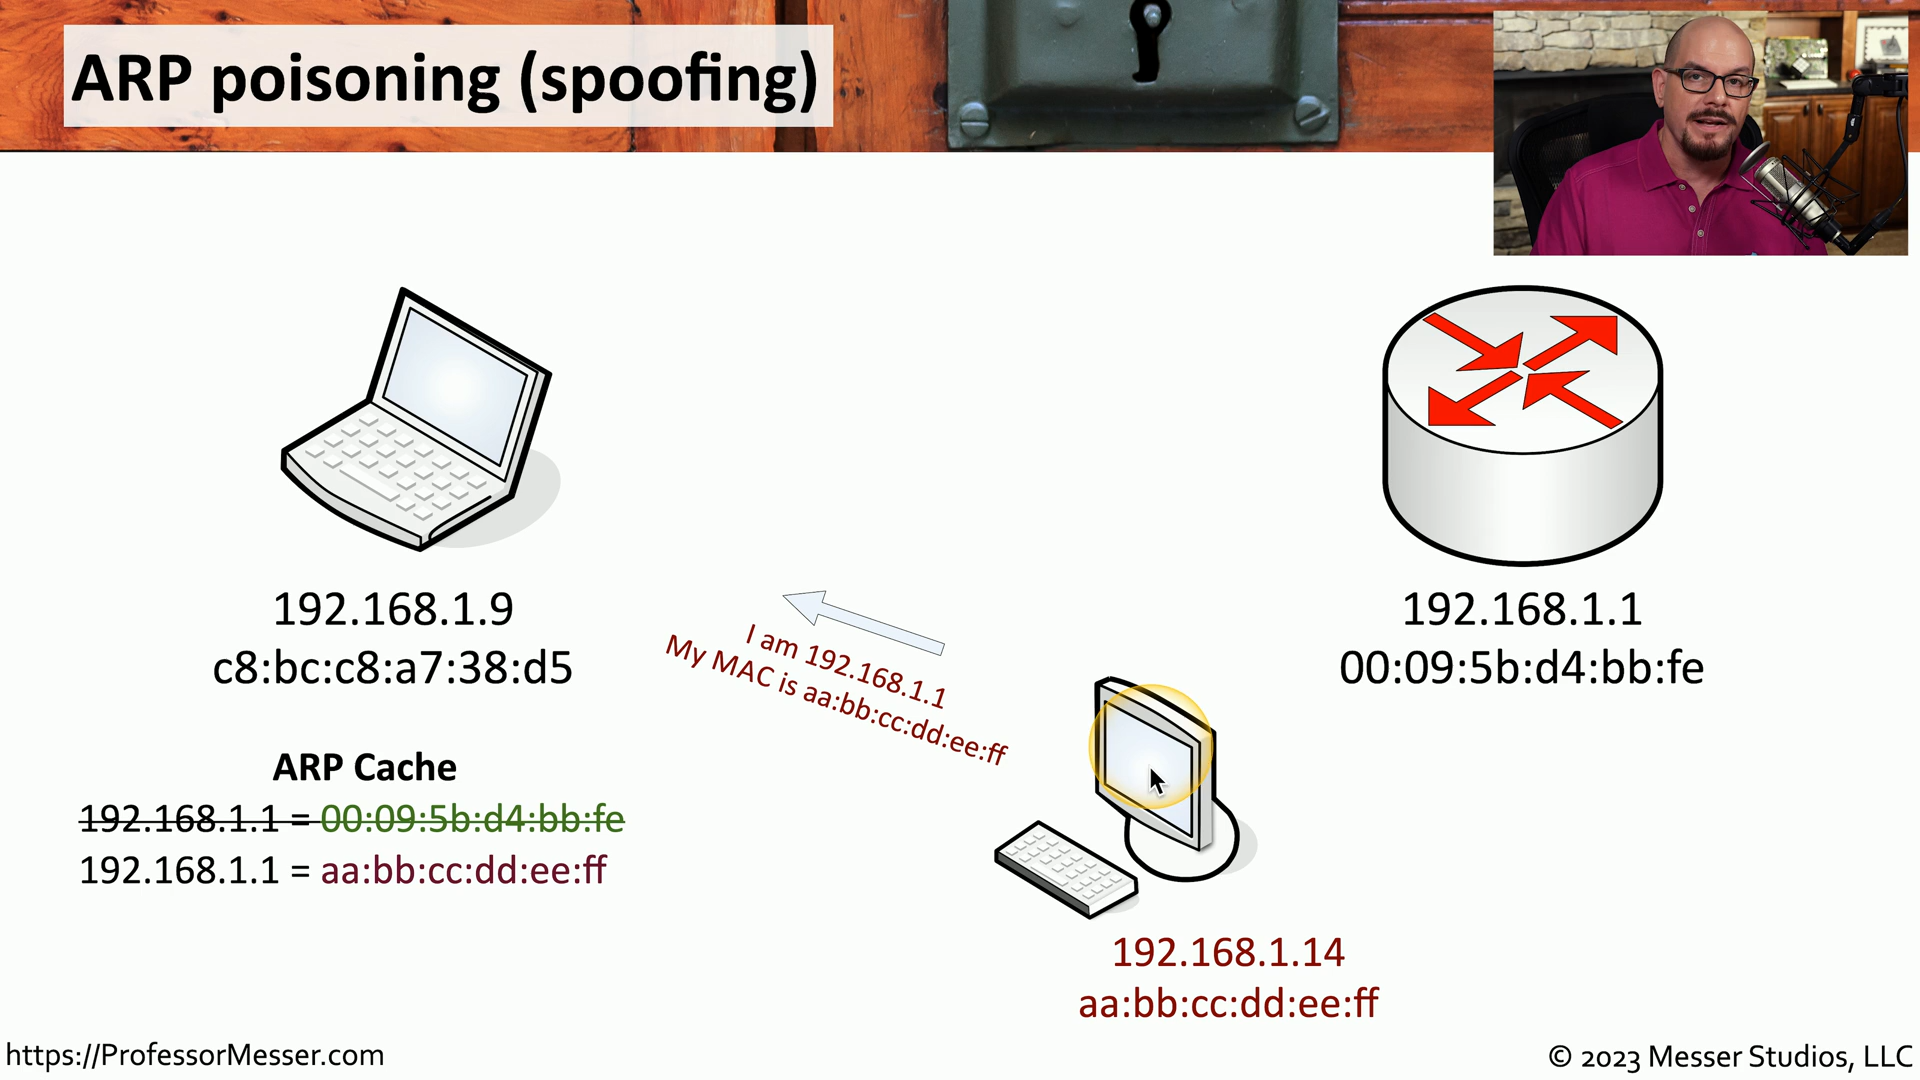 ARP poisoning (spoofing)
192.168.1.9
c8:bc:c8:a7:38:d5
192.168.1.1
00:09:5b:d4:bb:fe
I am 192.168.1.1
My MAC is aa:bb:cc:dd:ee:ff
ARP Cache
192.168.1.1 = 00:09:5b:d4:bb:fe
192.168.1.1 = aa:bb:cc:dd:ee:ff
192.168.1.14
aa:bb:cc:dd:ee:ff
https://ProfessorMesser.com
© 2023 Messer Studios, LLC